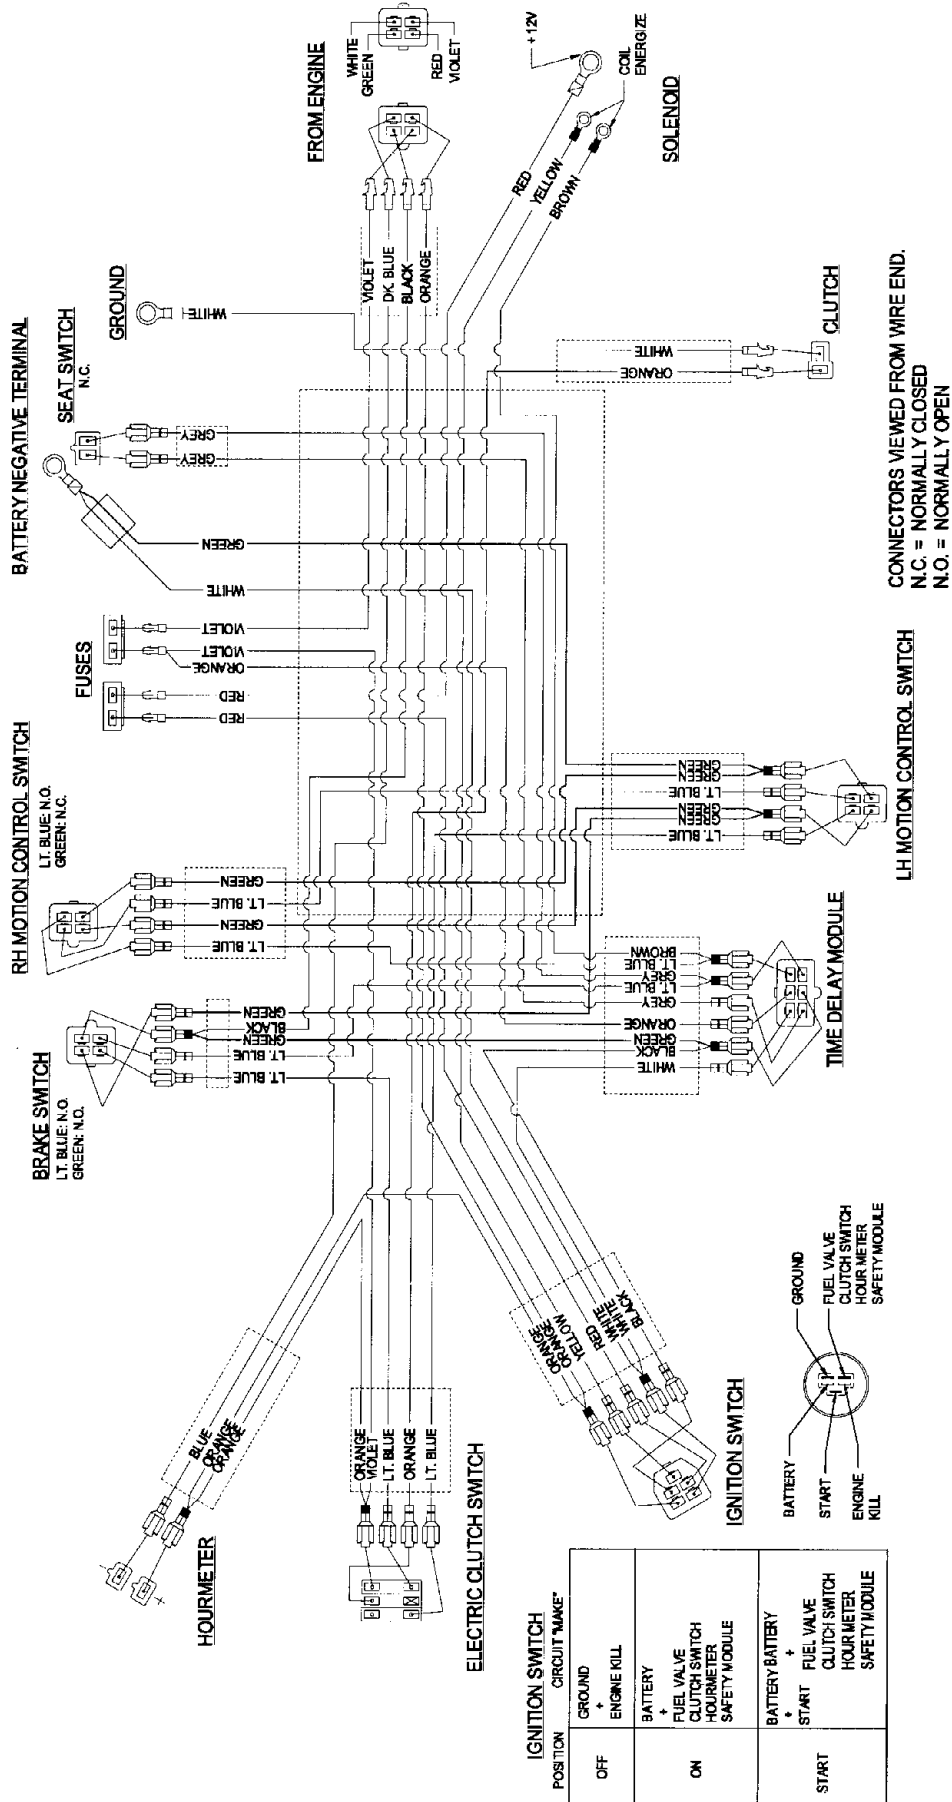 FROM ENGINE
WHITE
GREEN
RED
VIOLET
+12V
COIL
ENERGIZE
SOLENOID
RED
YELLOW
BROWN
VIOLET
DK. BLUE
BLACK
ORANGE
GROUND
WHITE
BATTERY NEGATIVE TERMINAL
SEAT SWITCH
N.C.
GREY
GREY
GREEN
WHITE
FUSES
VIOLET
VIOLET
ORANGE
RED
RED
WHITE
ORANGE
CLUTCH
CONNECTORS VIEWED FROM WIRE END.
N.C. = NORMALLY CLOSED
N.O. = NORMALLY OPEN
RH MOTION CONTROL SWITCH
LT. BLUE: N.O.
GREEN: N.C.
GREEN
LT. BLUE
GREEN
LT. BLUE
LH MOTION CONTROL SWITCH
GREEN
GREEN
LT. BLUE
GREEN
GREEN
LT. BLUE
BRAKE SWITCH
LT. BLUE: N.O.
GREEN: N.O.
GREEN
BLACK
GREEN
LT. BLUE
LT. BLUE
TIME DELAY MODULE
BROWN
LT. BLUE
GREY
LT. BLUE
GREY
ORANGE
GREEN
BLACK
WHITE
HOURMETER
BLUE
ORANGE
ORANGE
+
ELECTRIC CLUTCH SWITCH
ORANGE
VIOLET
LT. BLUE
ORANGE
LT. BLUE
IGNITION SWITCH
ORANGE
ORANGE
YELLOW
RED
WHITE
WHITE
BLACK
GROUND
FUEL VALVE
CLUTCH SWITCH
HOUR METER
SAFETY MODULE
BATTERY
START
ENGINE
KILL
IGNITION SWITCH
POSITION CIRCUIT "MAKE"
OFF
GROUND
+
ENGINE KILL
ON
BATTERY
+
FUEL VALVE
CLUTCH SWITCH
HOURMETER
SAFETY MODULE
START
BATTERY BATTERY
+ +
START FUEL VALVE
CLUTCH SWITCH
HOUR METER
SAFETY MODULE